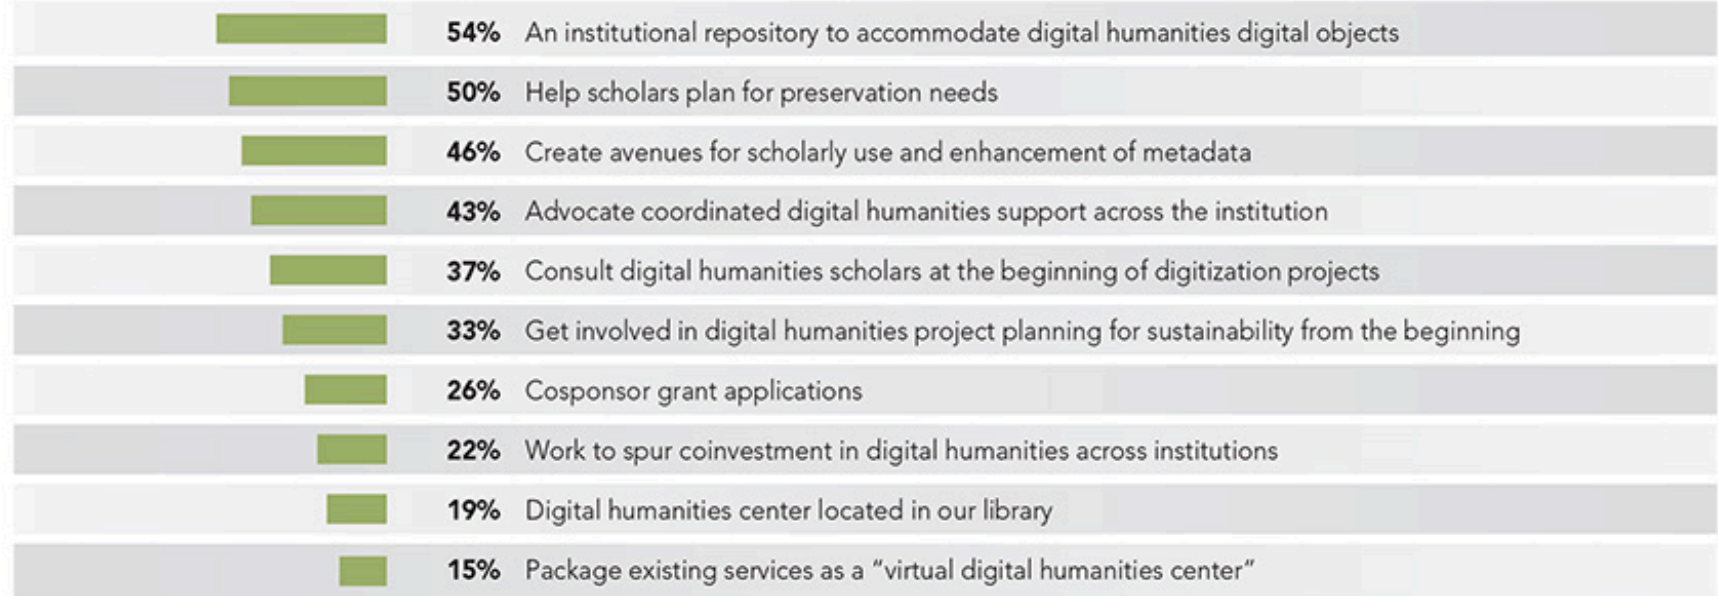 54% An institutional repository to accommodate digital humanities digital objects
50% Help scholars plan for preservation needs
46% Create avenues for scholarly use and enhancement of metadata
43% Advocate coordinated digital humanities support across the institution
37% Consult digital humanities scholars at the beginning of digitization projects
33% Get involved in digital humanities project planning for sustainability from the beginning
26% Cosponsor grant applications
22% Work to spur coinvestment in digital humanities across institutions
19% Digital humanities center located in our library
15% Package existing services as a “virtual digital humanities center”